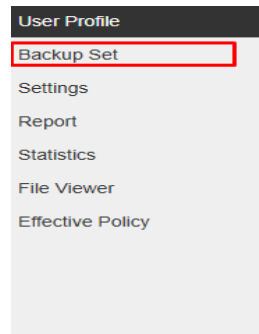 User Profile
Backup Set
Settings
Report
Statistics
File Viewer
Effective Policy